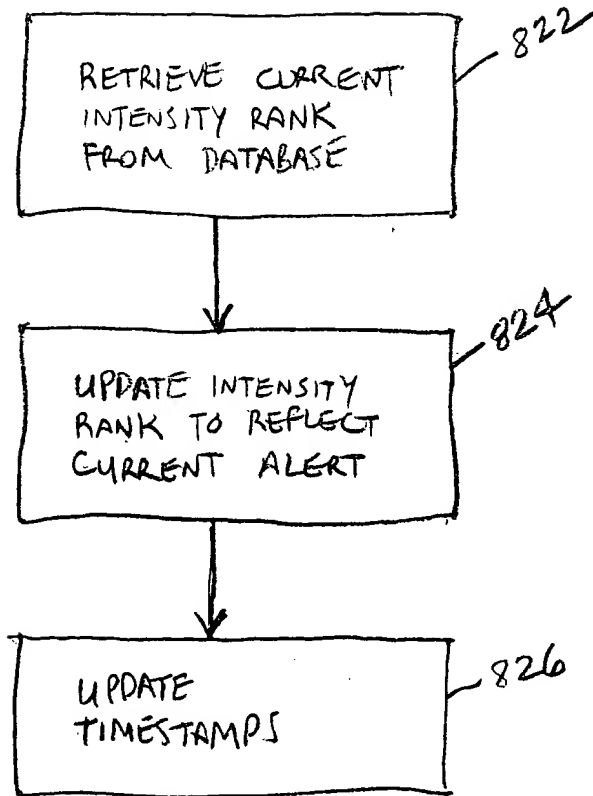 822
RETRIEVE CURRENT
INTENSITY RANK
FROM DATABASE
824
UPDATE INTENSITY
RANK TO REFLECT
CURRENT ALERT
826
UPDATE
TIMESTAMPS